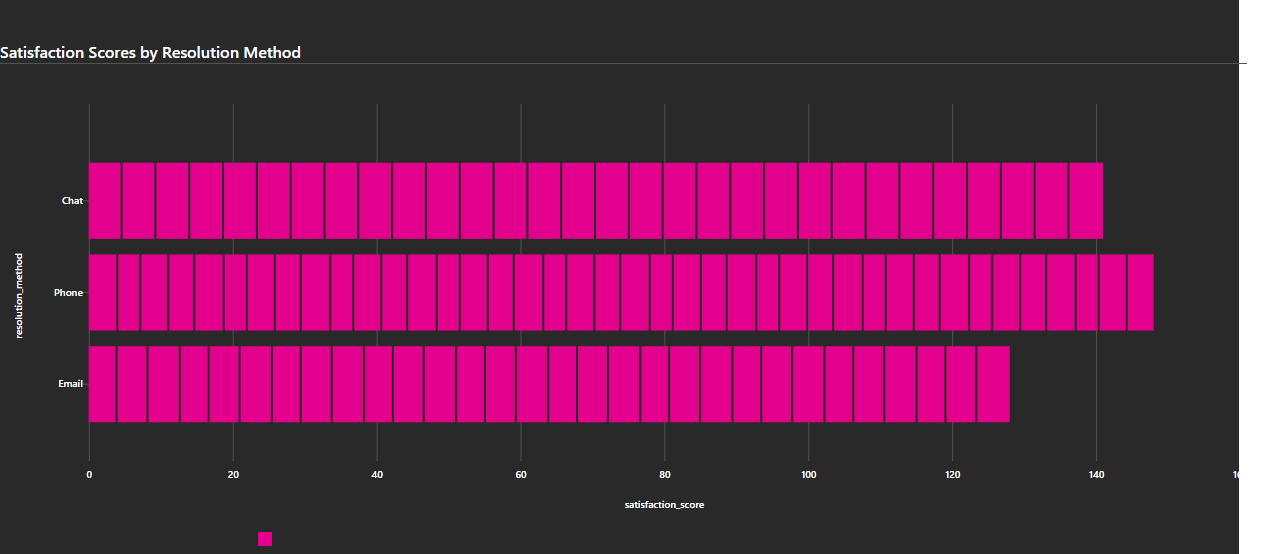 Satisfaction Scores by Resolution Method
Chat
Phone
Email
resolution_method
0 20 40 60 80 100 120 140
satisfaction_score